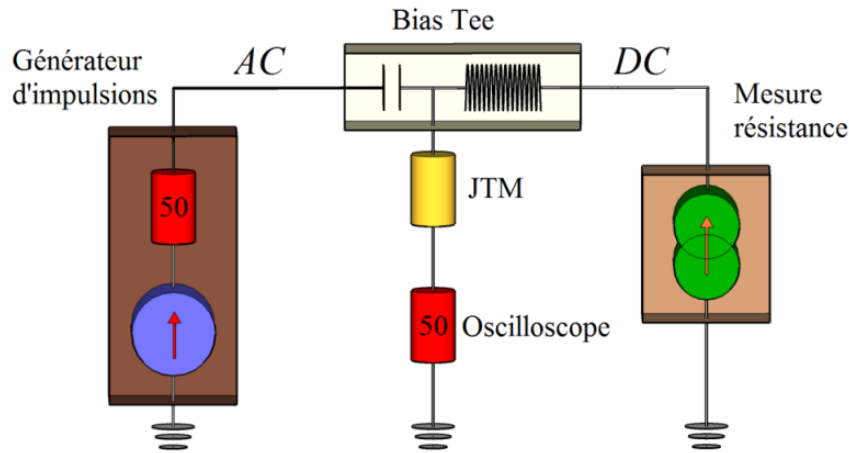 Bias Tee
Générateur
d'impulsions
AC
DC
Mesure
résistance
50
JTM
50
Oscilloscope